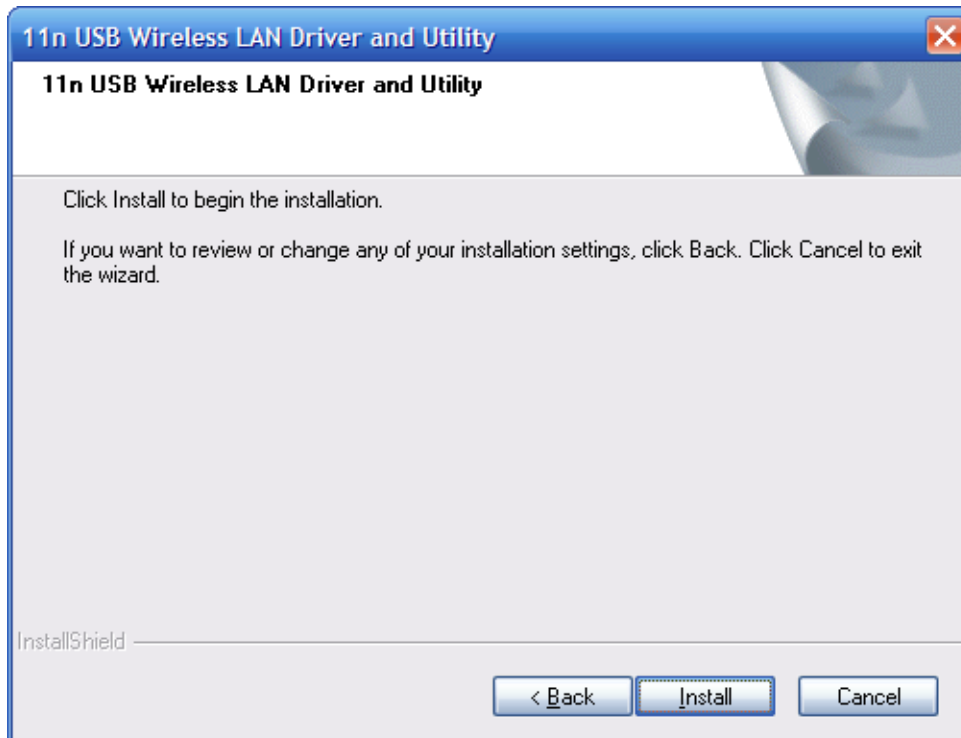 11n USB Wireless LAN Driver and Utility
11n USB Wireless LAN Driver and Utility
Click Install to begin the installation.
If you want to review or change any of your installation settings, click Back. Click Cancel to exit
the wizard.
InstallShield
< Back
Install
Cancel